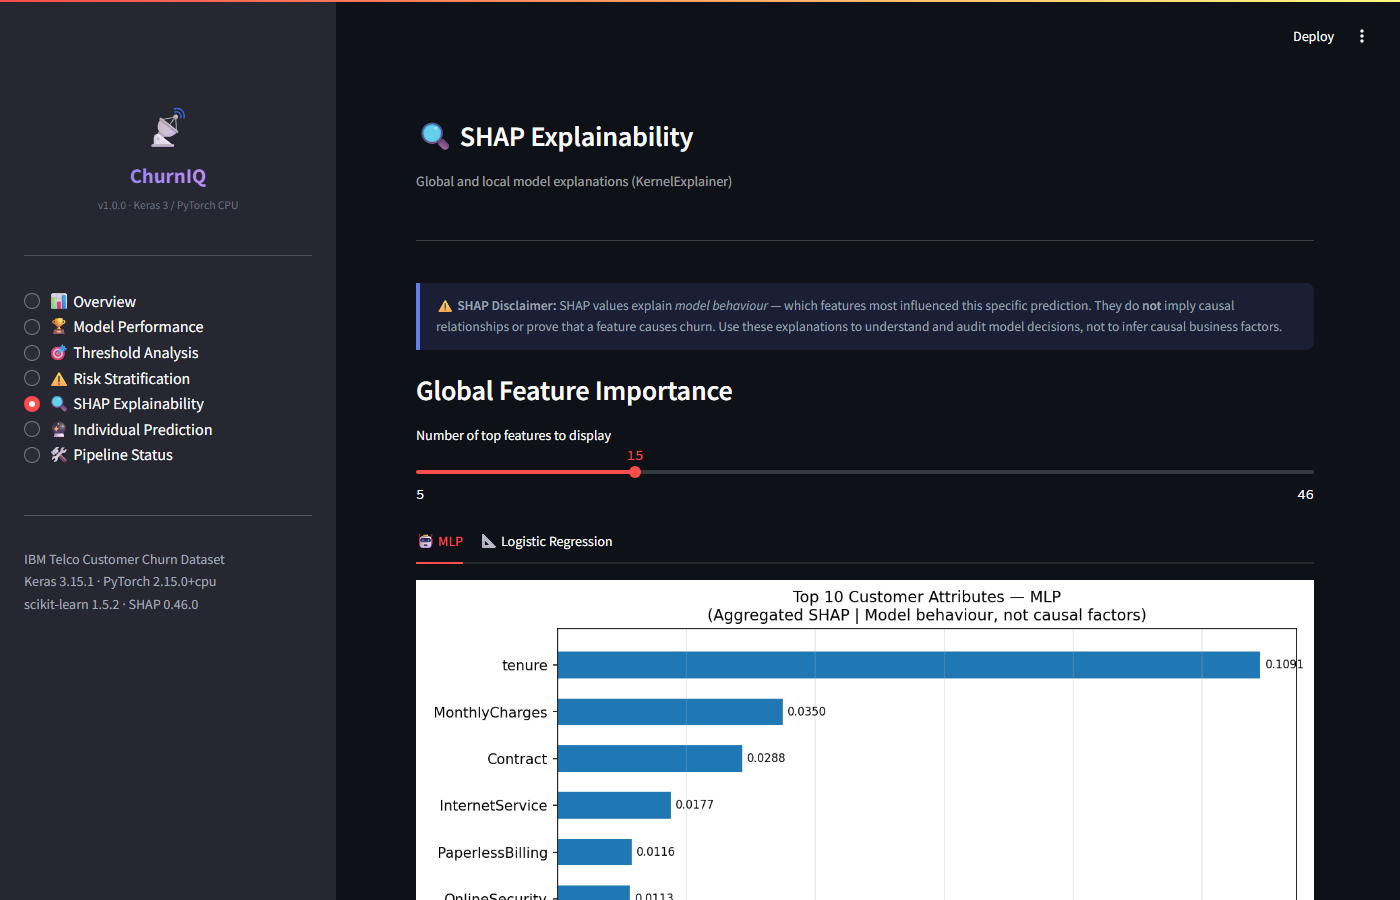 Deploy
ChurnIQ
v1.0.0 · Keras 3 / PyTorch CPU
Overview
Model Performance
Threshold Analysis
Risk Stratification
SHAP Explainability
Individual Prediction
Pipeline Status
IBM Telco Customer Churn Dataset
Keras 3.15.1 · PyTorch 2.15.0+cpu
scikit-learn 1.5.2 · SHAP 0.46.0
SHAP Explainability
Global and local model explanations (KernelExplainer)
SHAP Disclaimer: SHAP values explain model behaviour — which features most influenced this specific prediction. They do not imply causal
relationships or prove that a feature causes churn. Use these explanations to understand and audit model decisions, not to infer causal business factors.
Global Feature Importance
Number of top features to display
15
5 46
MLP Logistic Regression
Top 10 Customer Attributes — MLP
(Aggregated SHAP | Model behaviour, not causal factors)
tenure 0.1091
MonthlyCharges 0.0350
Contract 0.0288
InternetService 0.0177
PaperlessBilling 0.0116
OnlineSecurity 0.0113